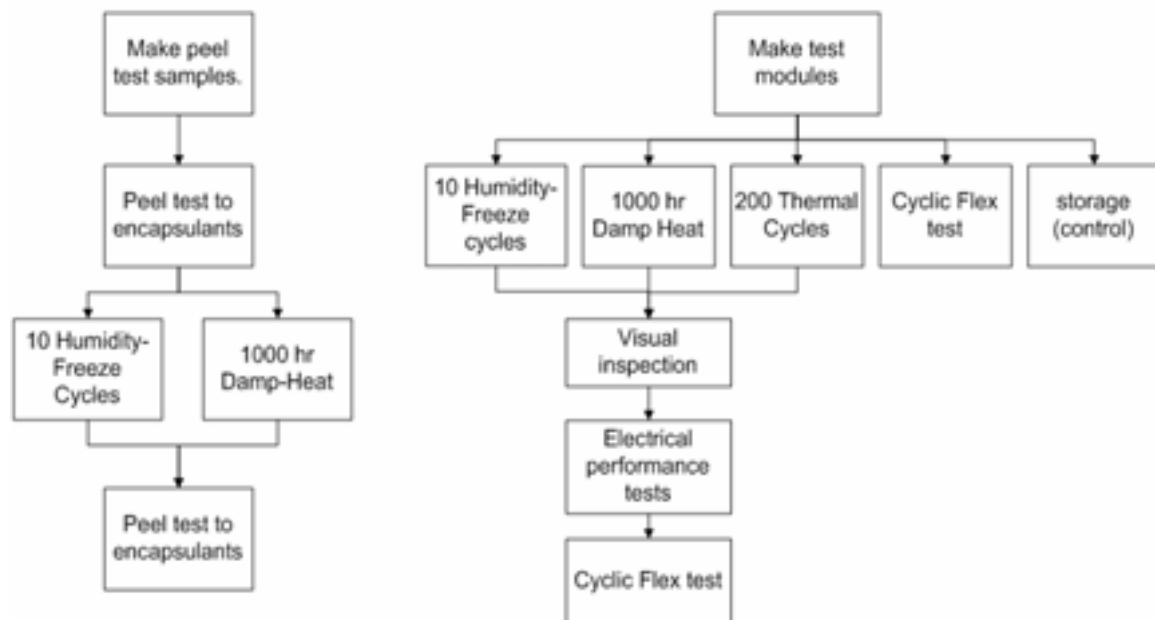 Make peel
test samples.
Peel test to
encapsulants
10 Humidity-
Freeze
Cycles
1000 hr
Damp-Heat
Peel test to
encapsulants
Make test
modules
10 Humidity-
Freeze
cycles
1000 hr
Damp Heat
200 Thermal
Cycles
Cyclic Flex
test
storage
(control)
Visual
inspection
Electrical
performance
tests
Cyclic Flex test